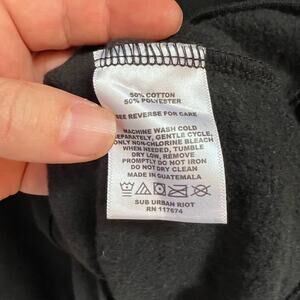 50% COTTON
50% POLYESTER
SEE REVERSE FOR CARE
MACHINE WASH COLD
SEPARATELY, GENTLE CYCLE,
ONLY NON-CHLORINE BLEACH
WHEN NEEDED, TUMBLE
DRY LOW, REMOVE
PROMPTLY DO NOT IRON
DO NOT DRY CLEAN
MADE IN GUATEMALA
SUB URBAN RIOT
RN 117674